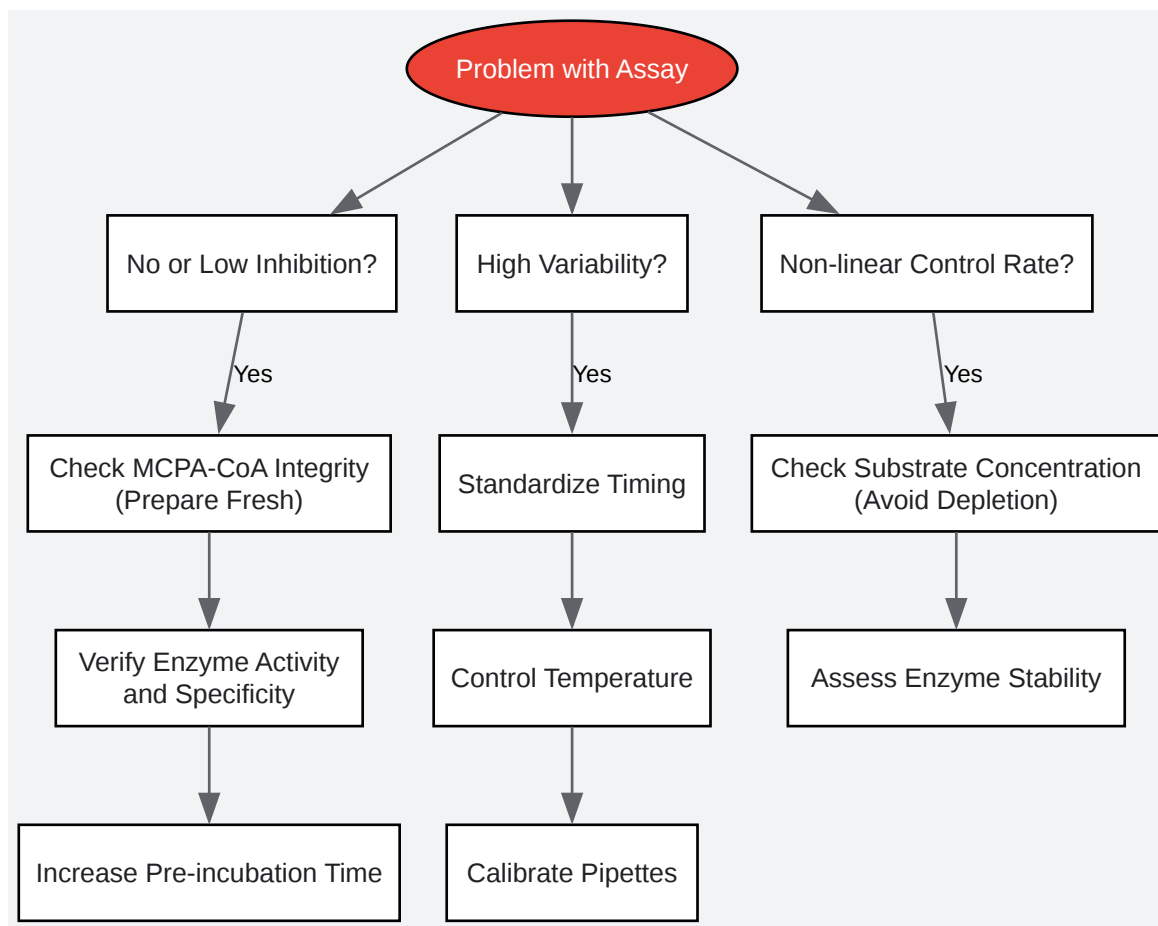 Problem with Assay
No or Low Inhibition?
High Variability?
Non-linear Control Rate?
Yes
Yes
Yes
Check MCPA-CoA Integrity
(Prepare Fresh)
Standardize Timing
Check Substrate Concentration
(Avoid Depletion)
Verify Enzyme Activity
and Specificity
Control Temperature
Assess Enzyme Stability
Increase Pre-incubation Time
Calibrate Pipettes